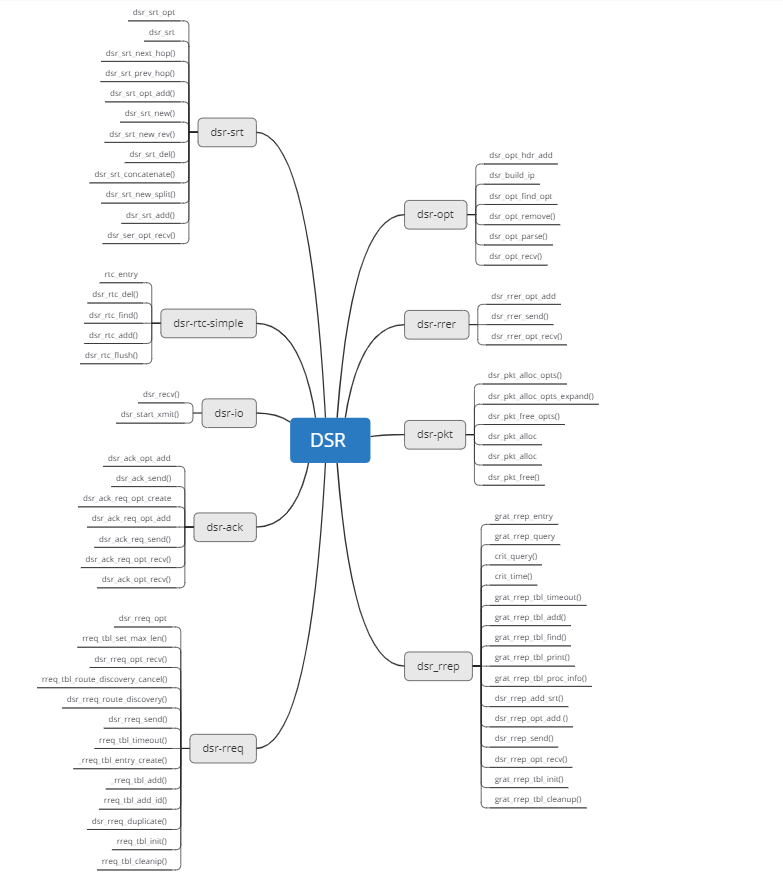 DSR
dsr-srt
dsr_srt_opt
dsr_srt
dsr_srt_next_hop()
dsr_srt_prev_hop()
dsr_srt_opt_add()
dsr_srt_new()
dsr_srt_new_rev()
dsr_srt_del()
dsr_srt_concatenate()
dsr_srt_new_split()
dsr_srt_add()
dsr_ser_opt_recv()
dsr-rtc-simple
rtc_entry
dsr_rtc_del()
dsr_rtc_find()
dsr_rtc_add()
dsr_rtc_flush()
dsr-io
dsr_recv()
dsr_start_xmit()
dsr-ack
dsr_ack_opt_add
dsr_ack_send()
dsr_ack_req_opt_create
dsr_ack_req_opt_add
dsr_ack_req_send()
dsr_ack_req_opt_recv()
dsr_ack_opt_recv()
dsr-rreq
dsr_rreq_opt
rreq_tbl_set_max_len()
dsr_rreq_opt_recv()
rreq_tbl_route_discovery_cancel()
dsr_rreq_route_discovery()
dsr_rreq_send()
rreq_tbl_timeout()
_rreq_tbl_entry_create()
_rreq_tbl_add()
rreq_tbl_add_id()
dsr_rreq_duplicate()
rreq_tbl_init()
rreq_tbl_cleanip()
dsr-opt
dsr_opt_hdr_add
dsr_build_ip
dsr_opt_find_opt
dsr_opt_remove()
dsr_opt_parse()
dsr_opt_recv()
dsr-rrer
dsr_rrer_opt_add
dsr_rrer_send()
dsr_rrer_opt_recv()
dsr-pkt
dsr_pkt_alloc_opts()
dsr_pkt_alloc_opts_expand()
dsr_pkt_free_opts()
dsr_pkt_alloc
dsr_pkt_alloc
dsr_pkt_free()
dsr_rrep
grat_rrep_entry
grat_rrep_query
crit_query()
crit_time()
grat_rrep_tbl_timeout()
grat_rrep_tbl_add()
grat_rrep_tbl_find()
grat_rrep_tbl_print()
grat_rrep_tbl_proc_info()
dsr_rrep_add_srt()
dsr_rrep_opt_add ()
dsr_rrep_send()
dsr_rrep_opt_recv()
grat_rrep_tbl_init()
grat_rrep_tbl_cleanup()